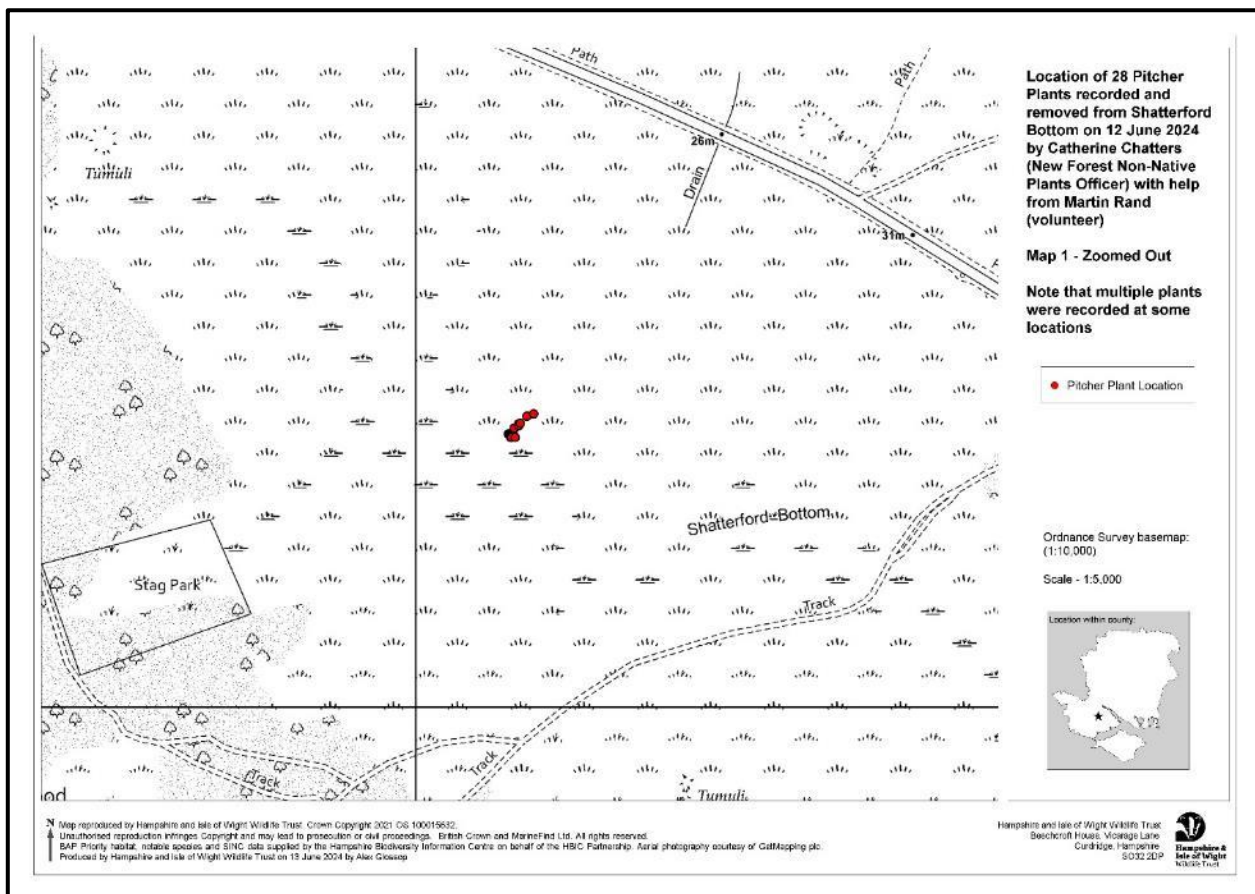 Path
Path
Tumuli
26m
Drain
31m
Shatterford Bottom
Stag Park
Track
Track
Track
Tumuli
Location of 28 Pitcher
Plants recorded and
removed from Shatterford
Bottom on 12 June 2024
by Catherine Chatters
(New Forest Non-Native
Plants Officer) with help
from Martin Rand
(volunteer)
Map 1 - Zoomed Out
Note that multiple plants
were recorded at some
locations
Pitcher Plant Location
Ordnance Survey basemap:
(1:10,000)
Scale - 1:5,000
Location within county:
N
Map reproduced by Hampshire and Isle of Wight Wildlife Trust. Crown Copyright 2021 OS 100015632.
Unauthorised reproduction infringes Copyright and may lead to prosecution or civil proceedings. British Crown and MarineFind Ltd. All rights reserved.
BAP Priority habitat, notable species and SINC data supplied by the Hampshire Biodiversity Information Centre on behalf of the HBIC Partnership. Aerial photography courtesy of GetMapping plc.
Produced by Hampshire and Isle of Wight Wildlife Trust on 13 June 2024 by Alex Glossop
Hampshire and Isle of Wight Wildlife Trust
Beechcroft House, Vicarage Lane
Curdridge, Hampshire
SO32 2DP
Hampshire &
Isle of Wight
Wildlife Trust